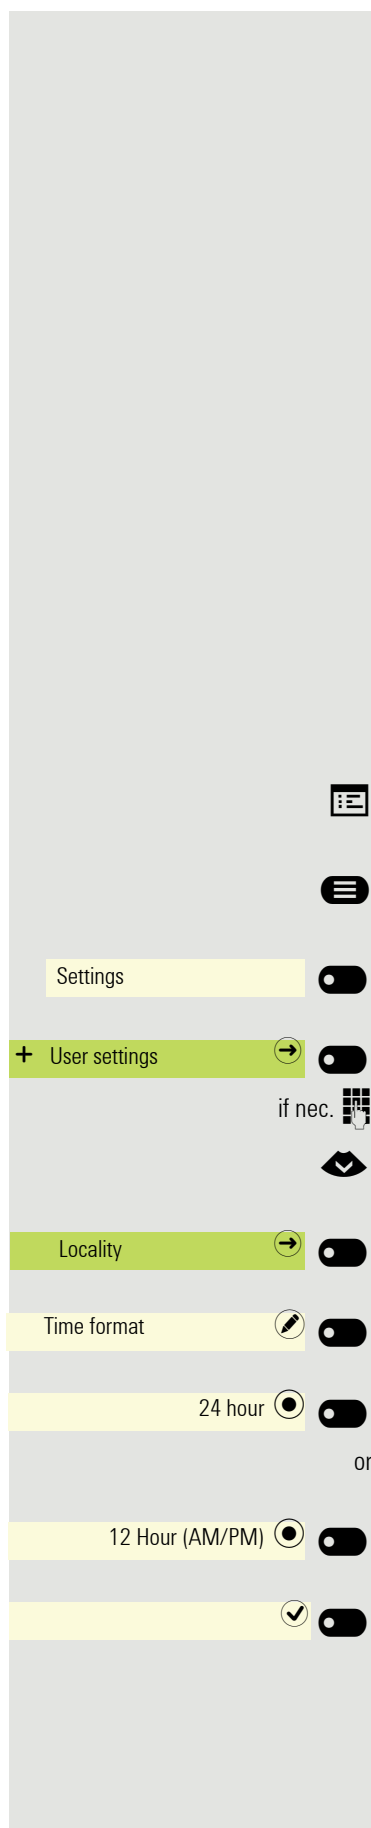 Settings
+ User settings
if nec.
Locality
Time format
24 hour
or
12 Hour (AM/PM)